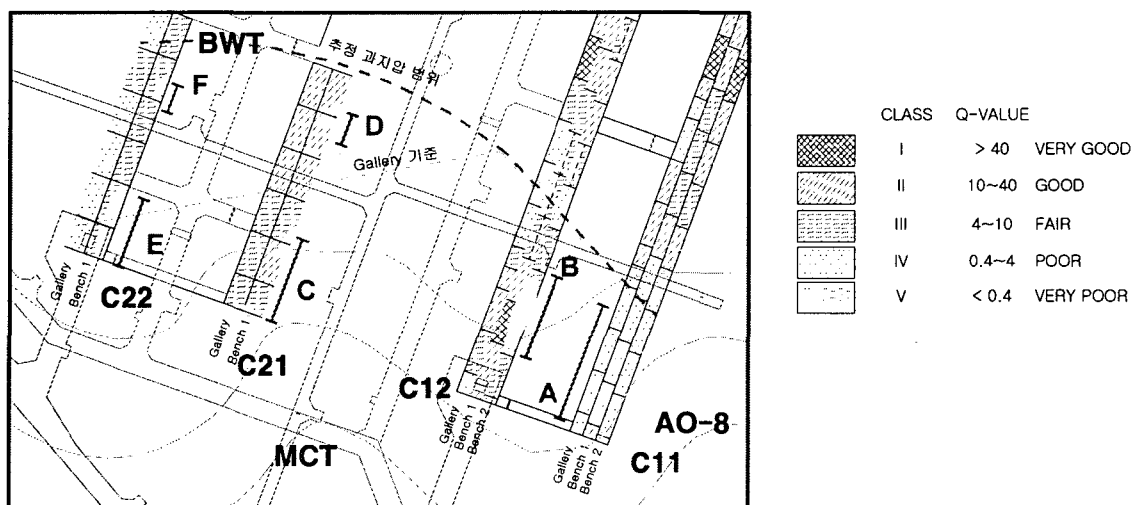 BWT
추정 과지압 범위
F
D
Gallery 기준
E
B
C
Gallery
Bench 1
C22
Gallery
Bench 1
C21
A
C12
Gallery
Bench 1
Bench 2
AO-8
MCT
Gallery
Bench 1
Bench 2
C11
CLASS Q-VALUE
I > 40 VERY GOOD
II 10~40 GOOD
III 4~10 FAIR
IV 0.4~4 POOR
V < 0.4 VERY POOR